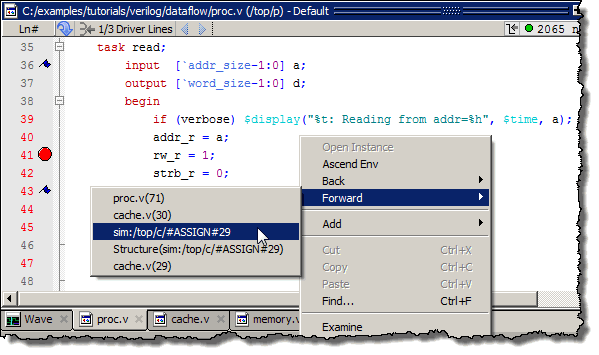 C:/examples/tutorials/verilog/dataflow/proc.v (/top/p) - Default
Ln# 1/3 Driver Lines 2065 n
35 task read;
36 input [`addr_size-1:0] a;
37 output [`word_size-1:0] d;
38 begin
39 if (verbose) $display("%t: Reading from addr=%h", $time, a);
40 addr_r = a;
41 rw_r = 1;
42 strb_r = 0;
43
44
45
46
47
48
Open Instance
Ascend Env
Back
Forward
Add
Cut Ctrl+X
Copy Ctrl+C
Paste Ctrl+V
Find... Ctrl+F
Examine
proc.v(71)
cache.v(30)
sim:/top/c/#ASSIGN#29
Structure(sim:/top/c/#ASSIGN#29)
cache.v(29)
Wave proc.v cache.v memory.v